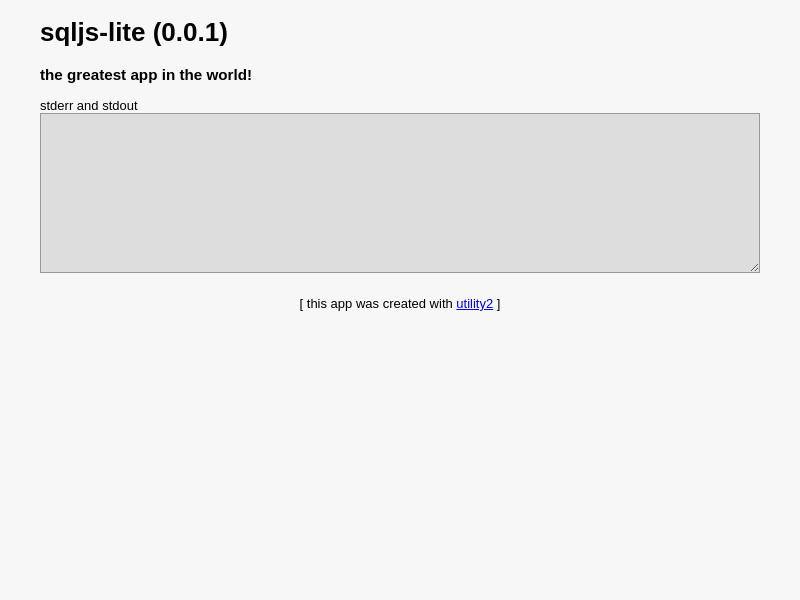 sqljs-lite (0.0.1)
the greatest app in the world!
stderr and stdout
[ this app was created with utility2 ]